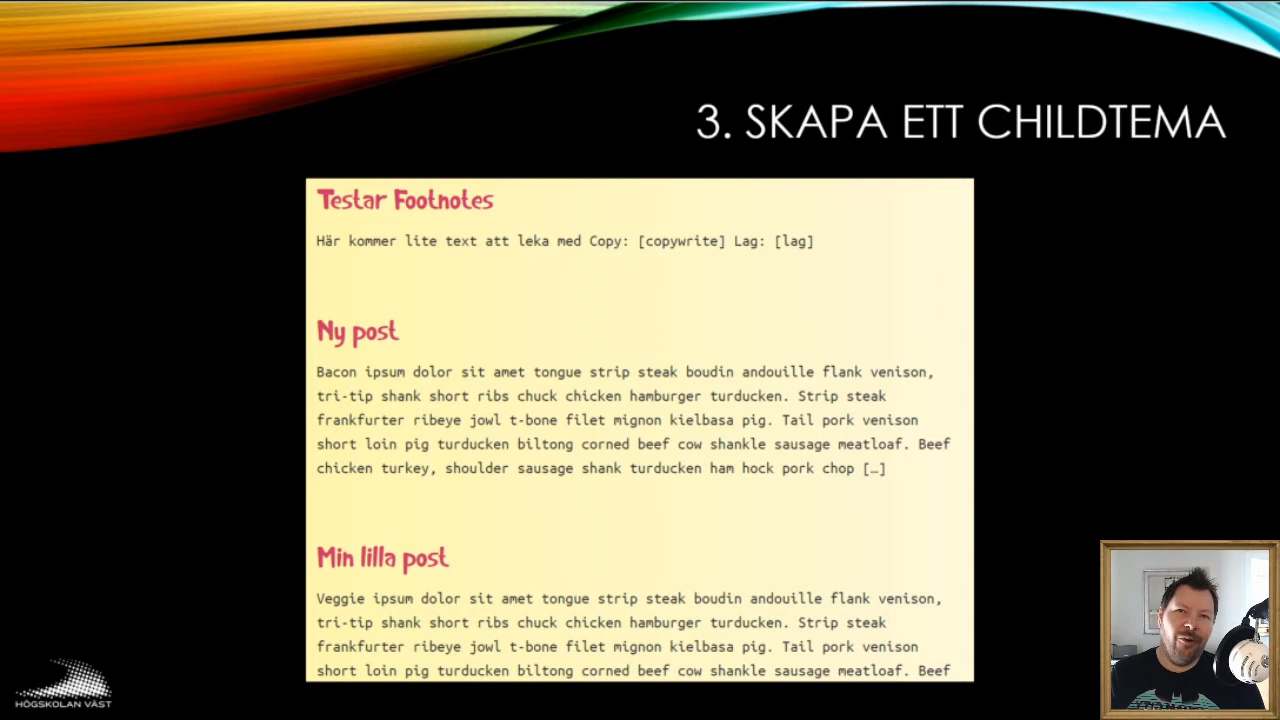 3. SKAPA ETT CHILDTEMA
Testar Footnotes
Här kommer lite text att leka med Copy: [copywrite] Lag: [lag]
Ny post
Bacon ipsum dolor sit amet tongue strip steak boudin andouille flank venison,
tri-tip shank short ribs chuck chicken hamburger turducken. Strip steak
frankfurter ribeye jowl t-bone filet mignon kielbasa pig. Tail pork venison
short loin pig turducken biltong corned beef cow shankle sausage meatloaf. Beef
chicken turkey, shoulder sausage shank turducken ham hock pork chop […]
Min lilla post
Veggie ipsum dolor sit amet tongue strip steak boudin andouille flank venison,
tri-tip shank short ribs chuck chicken hamburger turducken. Strip steak
frankfurter ribeye jowl t-bone filet mignon kielbasa pig. Tail pork venison
short loin pig turducken biltong corned beef cow shankle sausage meatloaf. Beef
HÖGSKOLAN VÄST